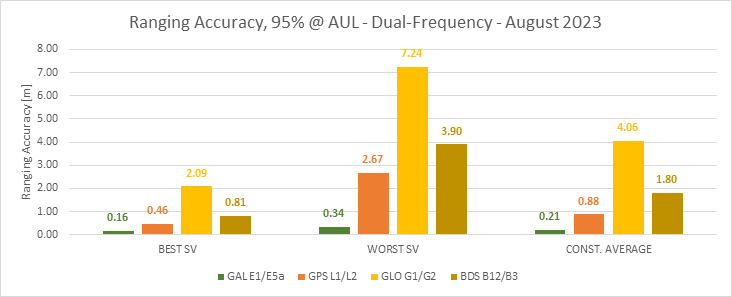 Ranging Accuracy, 95% @ AUL - Dual-Frequency - August 2023
Ranging Accuracy [m]
8.00
7.00
6.00
5.00
4.00
3.00
2.00
1.00
0.00
0.16
0.46
2.09
0.81
0.34
2.67
7.24
3.90
0.21
0.88
4.06
1.80
BEST SV
WORST SV
CONST. AVERAGE
GAL E1/E5a
GPS L1/L2
GLO G1/G2
BDS B12/B3